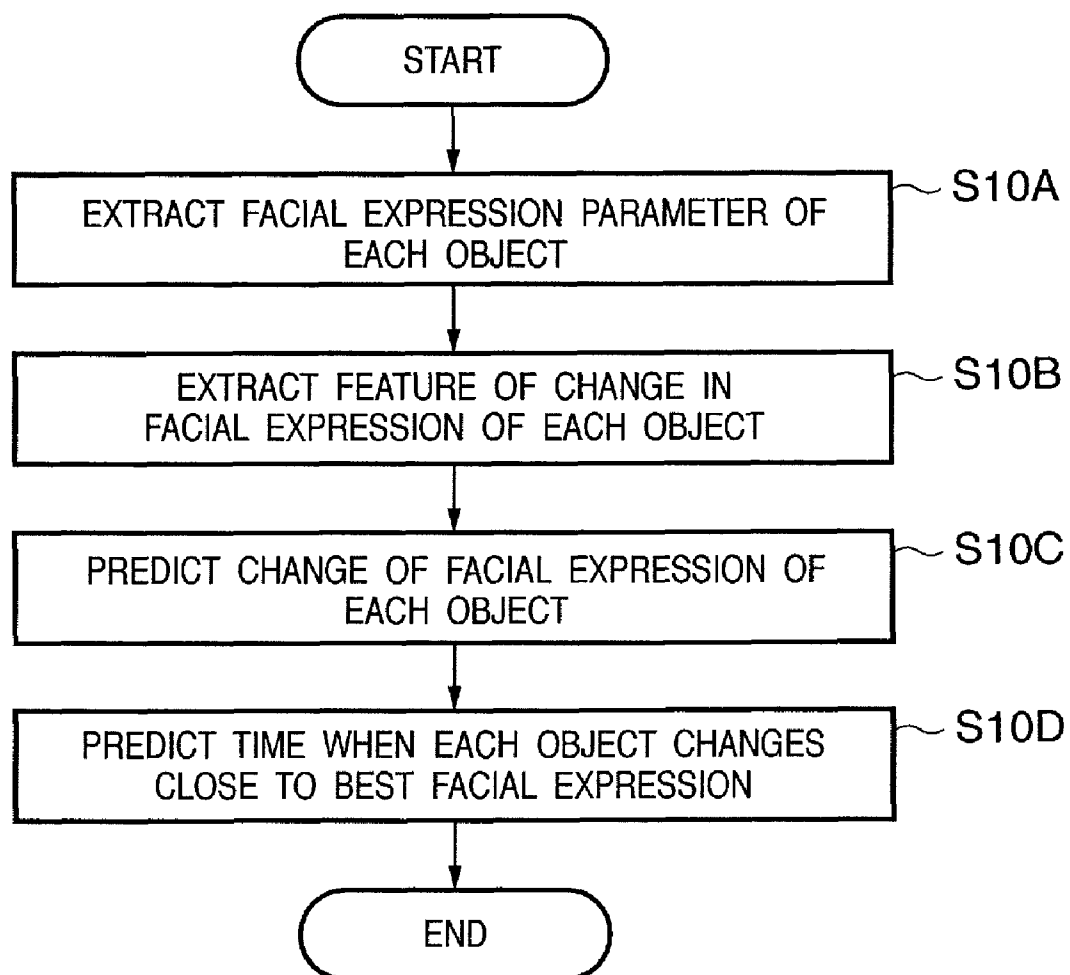 START
EXTRACT FACIAL EXPRESSION PARAMETER OF
EACH OBJECT
S10A
EXTRACT FEATURE OF CHANGE IN
FACIAL EXPRESSION OF EACH OBJECT
S10B
PREDICT CHANGE OF FACIAL EXPRESSION OF
EACH OBJECT
S10C
PREDICT TIME WHEN EACH OBJECT CHANGES
CLOSE TO BEST FACIAL EXPRESSION
S10D
END